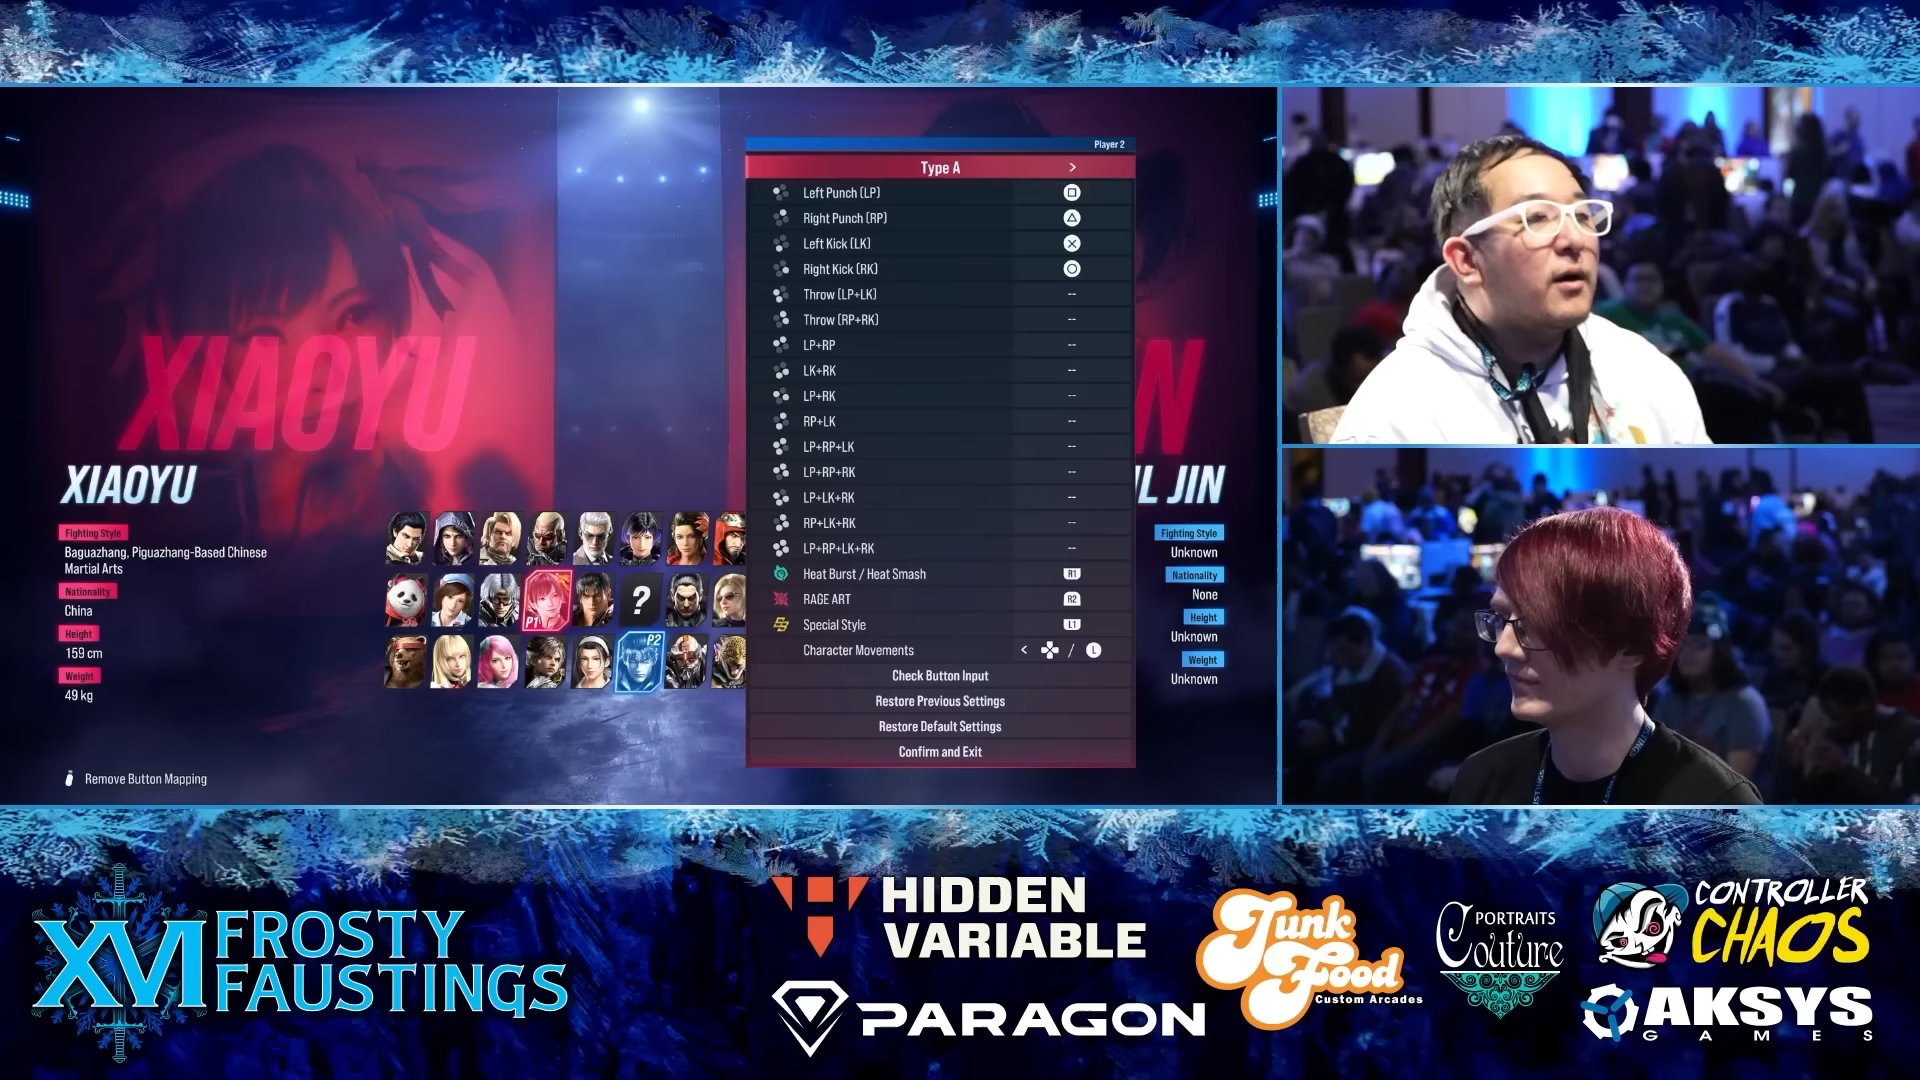 Player 2
Type A >
Left Punch (LP)
Right Punch (RP)
Left Kick (LK)
Right Kick (RK)
Throw (LP+LK) --
Throw (RP+RK) --
LP+RP --
LK+RK --
LP+RK --
RP+LK --
LP+RP+LK --
LP+RP+RK --
LP+LK+RK --
RP+LK+RK --
LP+RP+LK+RK --
Heat Burst / Heat Smash R1
RAGE ART R2
Special Style L1
Character Movements < / L
Check Button Input
Restore Previous Settings
Restore Default Settings
Confirm and Exit
XIAOYU
XIAOYU
Fighting Style
Baguazhang, Piguazhang-Based Chinese
Martial Arts
Nationality
China
Height
159 cm
Weight
49 kg
P1
?
P2
N
IL JIN
Fighting Style
Unknown
Nationality
None
Height
Unknown
Weight
Unknown
Remove Button Mapping
XVI FROSTY
FAUSTINGS
HIDDEN
VARIABLE
PARAGON
Junk
Food
Custom Arcades
PORTRAITS
Couture
CONTROLLER
CHAOS
AKSYS
GAMES